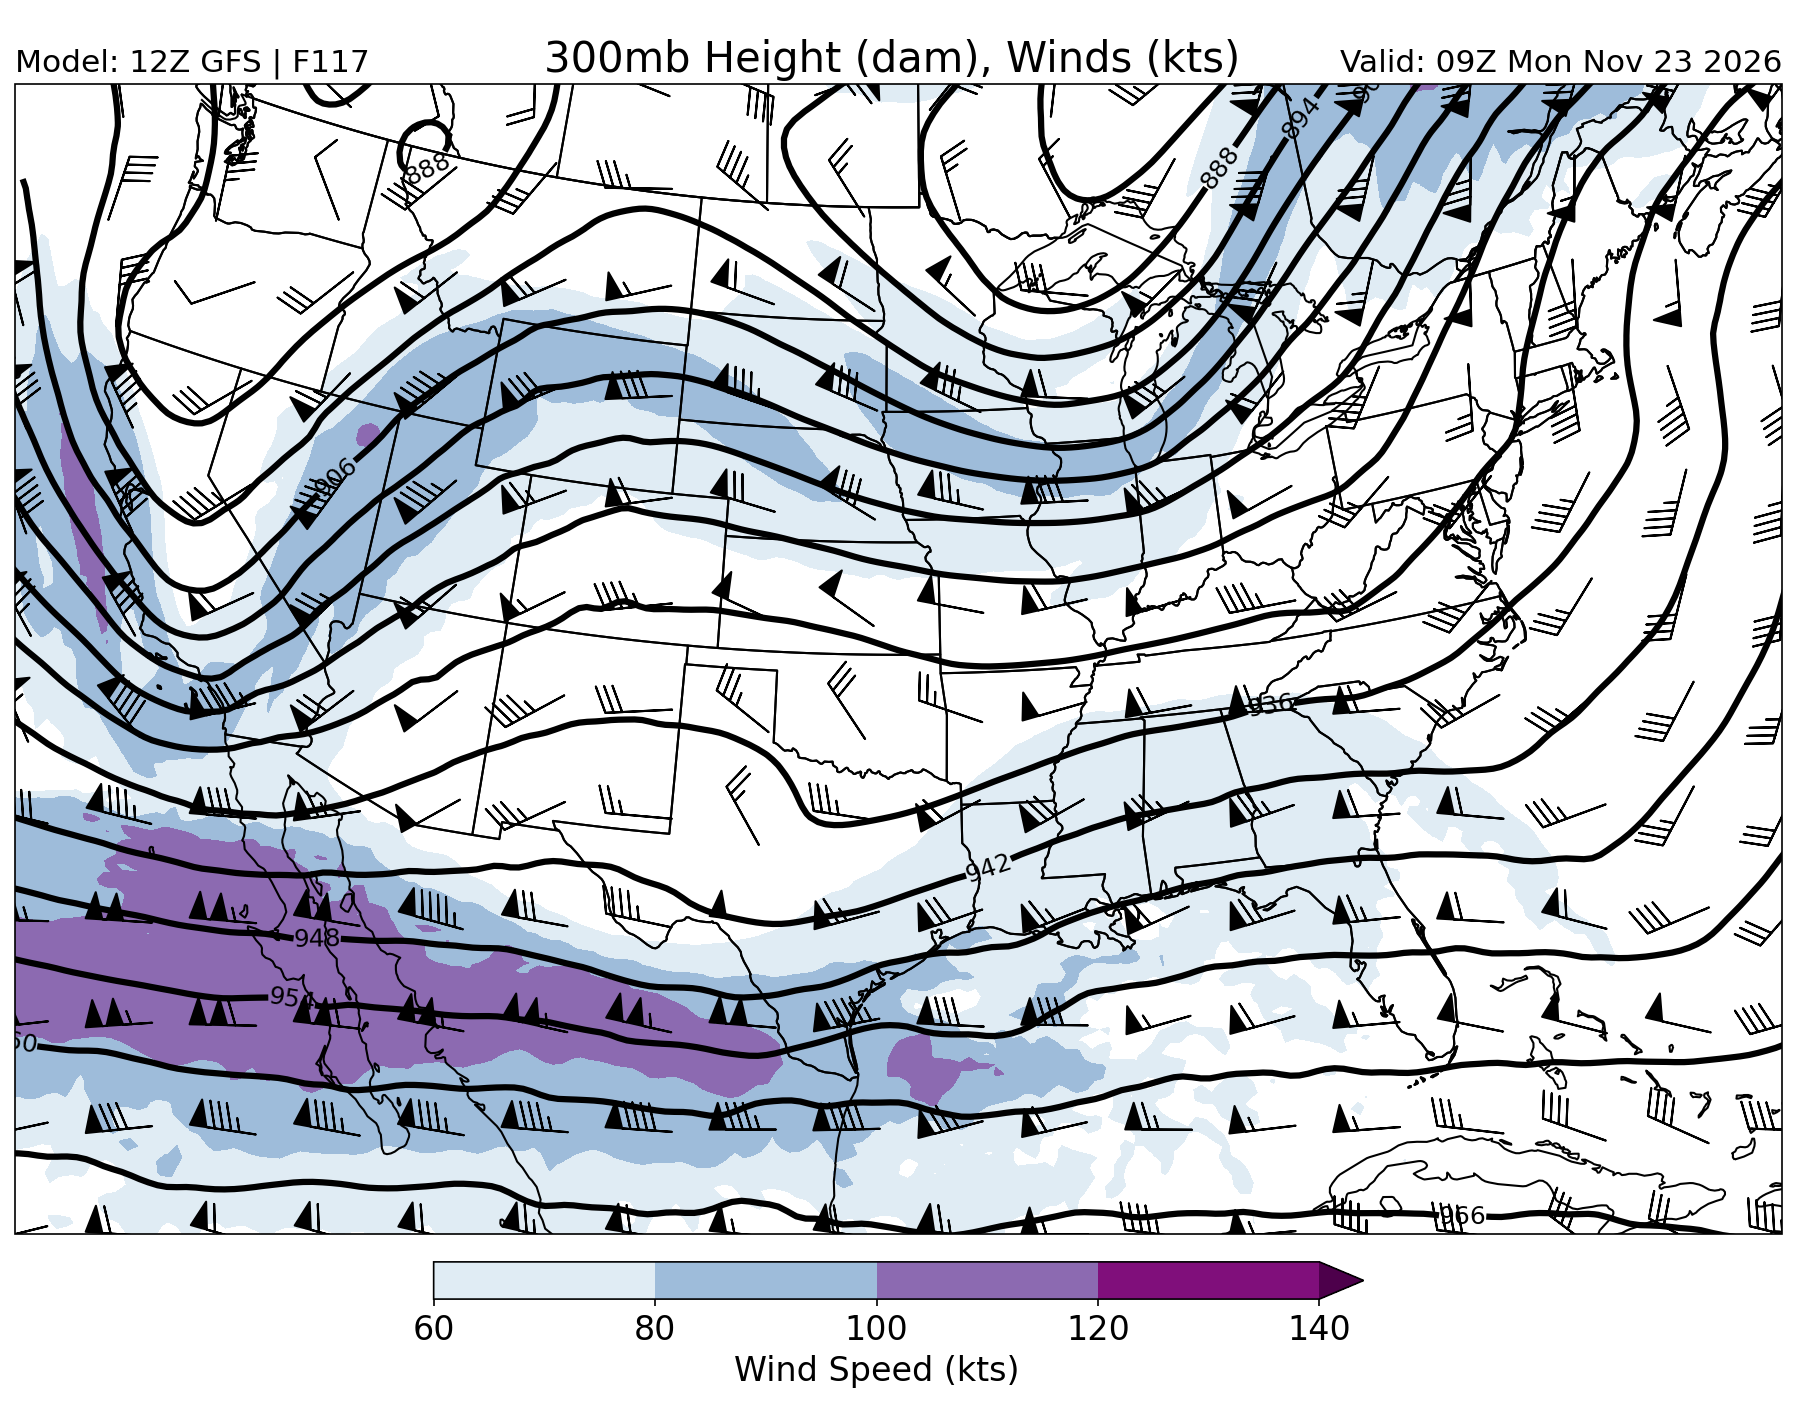 Model: 12Z GFS | F117
300mb Height (dam), Winds (kts)
Valid: 09Z Mon Nov 23 2026
894
888
888
906
936
942
948
966
60 80 100 120 140
Wind Speed (kts)